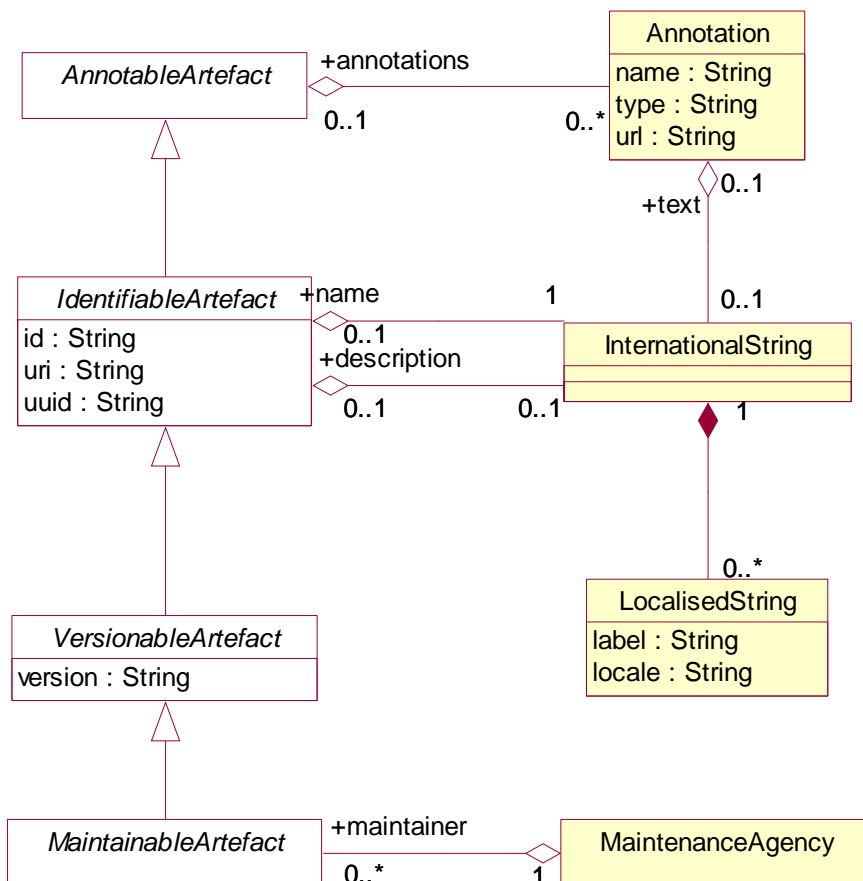 Annotation
name : String
type : String
url : String
AnnotableArtefact
+annotations
0..1
0..*
0..1
+text
0..1
IdentifiableArtefact
id : String
uri : String
uuid : String
+name
0..1
1
+description
0..1
0..1
InternationalString
1
0..*
LocalisedString
label : String
locale : String
VersionableArtefact
version : String
MaintainableArtefact
+maintainer
0..*
1
MaintenanceAgency